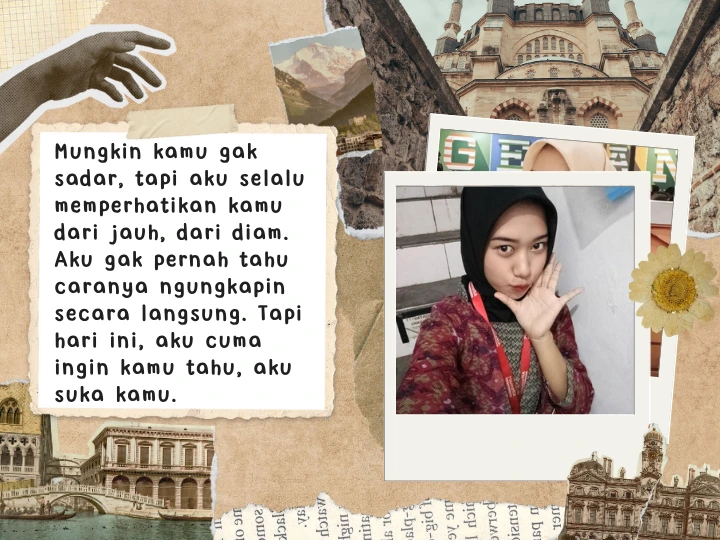 Mungkin kamu gak
sadar, tapi aku selalu
memperhatikan kamu
dari jauh, dari diam.
Aku gak pernah tahu
caranya ngungkapin
secara langsung. Tapi
hari ini, aku cuma
ingin kamu tahu, aku
suka kamu.